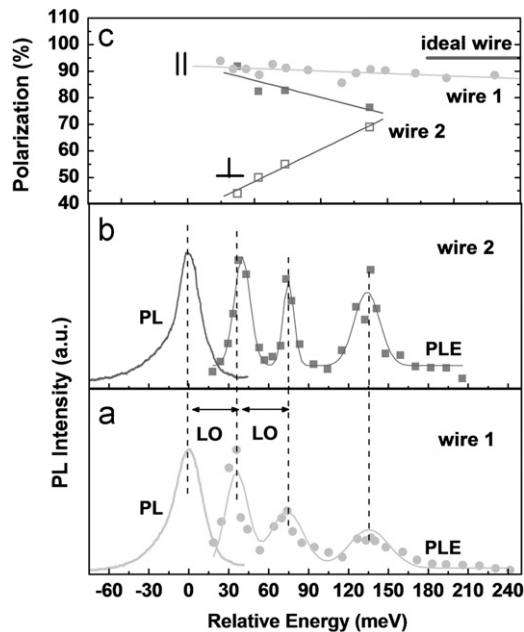 c
100
90
80
70
60
50
40
Polarization (%)
||
ideal wire
wire 1
wire 2
⊥
b
wire 2
PL
PLE
PL Intensity (a.u.)
a
LO
LO
wire 1
PL
PLE
-60 -30 0 30 60 90 120 150 180 210 240
Relative Energy (meV)